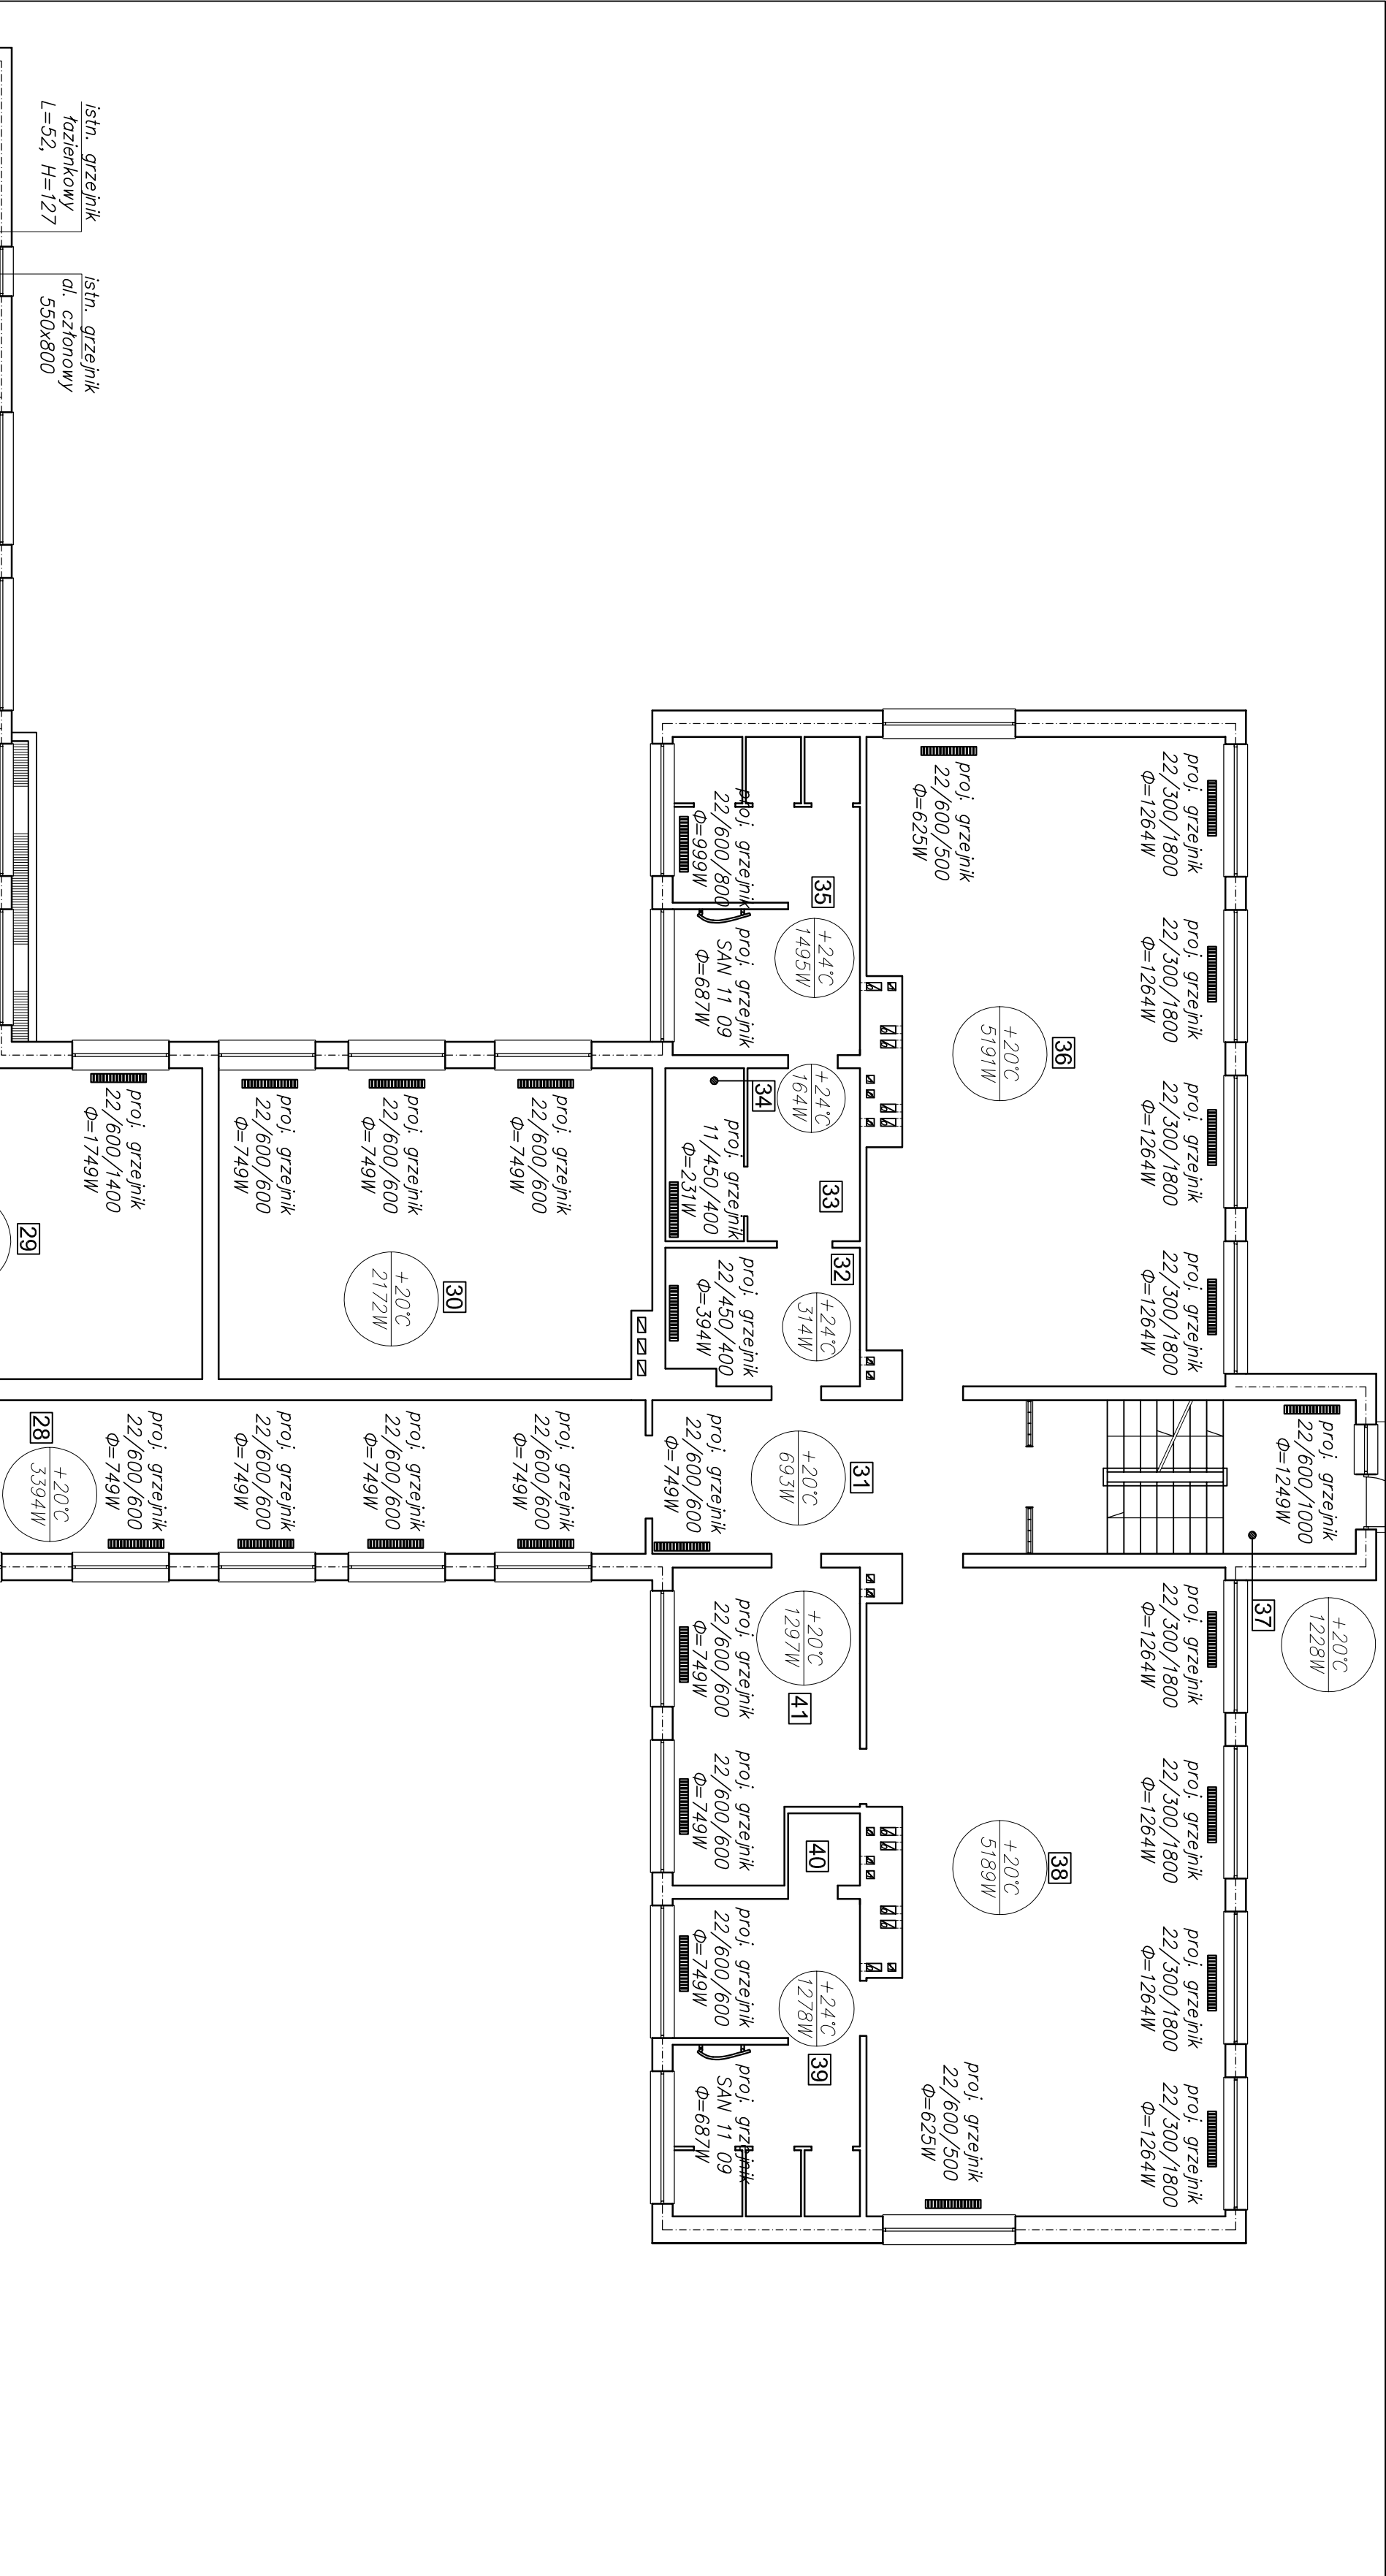 istn. grzejnik
łazienkowy
L=52, H=127
istn. grzejnik
al. członowy
550x800
proj. grzejnik
22/300/1800
Φ=1264W
proj. grzejnik
22/300/1800
Φ=1264W
proj. grzejnik
22/300/1800
Φ=1264W
proj. grzejnik
22/300/1800
Φ=1264W
proj. grzejnik
22/600/500
Φ=625W
36
+20°C
5191W
proj. grzejnik
22/600/1000
Φ=1249W
37
+20°C
1228W
proj. grzejnik
22/300/1800
Φ=1264W
proj. grzejnik
22/300/1800
Φ=1264W
proj. grzejnik
22/300/1800
Φ=1264W
proj. grzejnik
22/300/1800
Φ=1264W
38
+20°C
5189W
proj. grzejnik
22/600/500
Φ=625W
35
+24°C
1495W
proj. grzejnik
22/600/800
Φ=999W
proj. grzejnik
SAN 11 09
Φ=687W
+24°C
164W
34
33
proj. grzejnik
11/450/400
Φ=231W
32
+24°C
314W
proj. grzejnik
22/450/400
Φ=394W
31
+20°C
693W
proj. grzejnik
22/600/600
Φ=749W
+20°C
1297W
41
proj. grzejnik
22/600/600
Φ=749W
proj. grzejnik
22/600/600
Φ=749W
40
proj. grzejnik
22/600/600
Φ=749W
+24°C
1278W
39
proj. grzejnik
SAN 11 09
Φ=687W
proj. grzejnik
22/600/600
Φ=749W
proj. grzejnik
22/600/600
Φ=749W
proj. grzejnik
22/600/600
Φ=749W
30
+20°C
2172W
proj. grzejnik
22/600/1400
Φ=1749W
29
proj. grzejnik
22/600/600
Φ=749W
proj. grzejnik
22/600/600
Φ=749W
proj. grzejnik
22/600/600
Φ=749W
proj. grzejnik
22/600/600
Φ=749W
28
+20°C
3394W